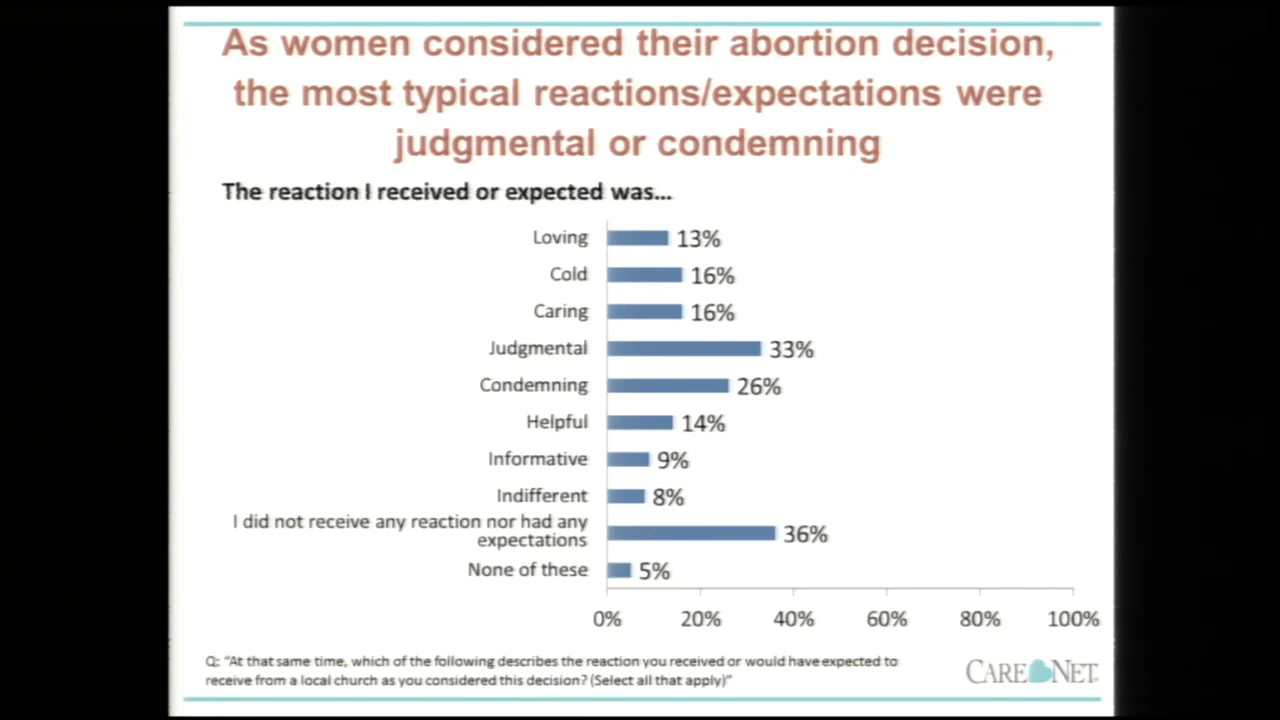 As women considered their abortion decision,
the most typical reactions/expectations were
judgmental or condemning
The reaction I received or expected was...
Loving 13%
Cold 16%
Caring 16%
Judgmental 33%
Condemning 26%
Helpful 14%
Informative 9%
Indifferent 8%
I did not receive any reaction nor had any
expectations 36%
None of these 5%
0% 20% 40% 60% 80% 100%
Q: “At that same time, which of the following describes the reaction you received or would have expected to
receive from a local church as you considered this decision? (Select all that apply)”
CARE NET